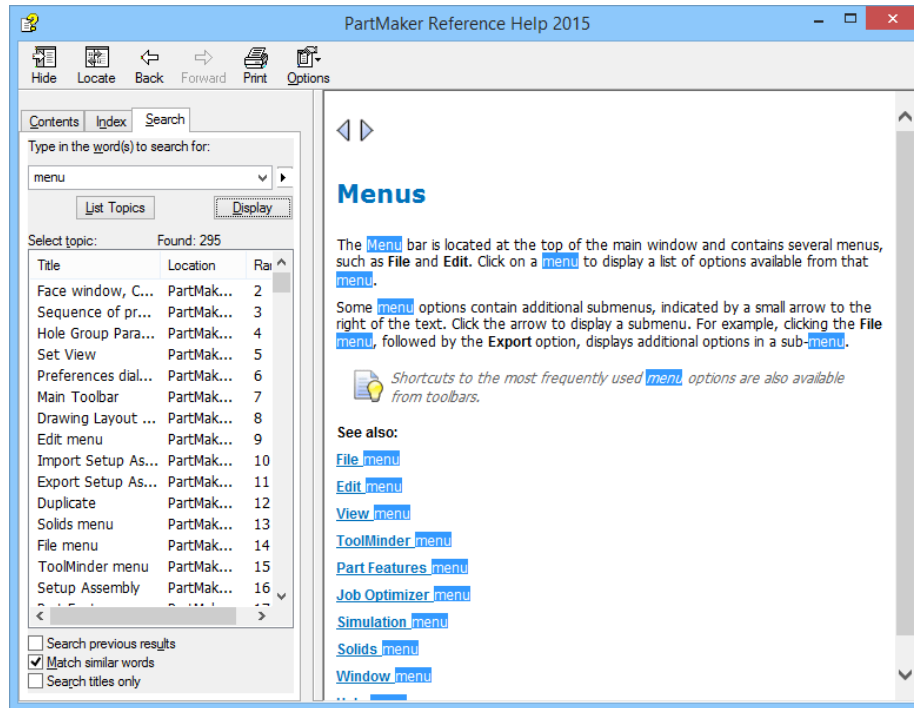 PartMaker Reference Help 2015
Hide Locate Back Forward Print Options
Contents Index Search
Type in the word(s) to search for:
menu
List Topics Display
Select topic: Found: 295
Title Location Ra
Face window, C... PartMak... 2
Sequence of pr... PartMak... 3
Hole Group Para... PartMak... 4
Set View PartMak... 5
Preferences dial... PartMak... 6
Main Toolbar PartMak... 7
Drawing Layout ... PartMak... 8
Edit menu PartMak... 9
Import Setup As... PartMak... 10
Export Setup As... PartMak... 11
Duplicate PartMak... 12
Solids menu PartMak... 13
File menu PartMak... 14
ToolMinder menu PartMak... 15
Setup Assembly PartMak... 16
Search previous results
Match similar words
Search titles only
Menus
The Menu bar is located at the top of the main window and contains several menus,
such as File and Edit. Click on a menu to display a list of options available from that
menu.
Some menu options contain additional submenus, indicated by a small arrow to the
right of the text. Click the arrow to display a submenu. For example, clicking the File
menu, followed by the Export option, displays additional options in a sub-menu.
Shortcuts to the most frequently used menu options are also available
from toolbars.
See also:
File menu
Edit menu
View menu
ToolMinder menu
Part Features menu
Job Optimizer menu
Simulation menu
Solids menu
Window menu